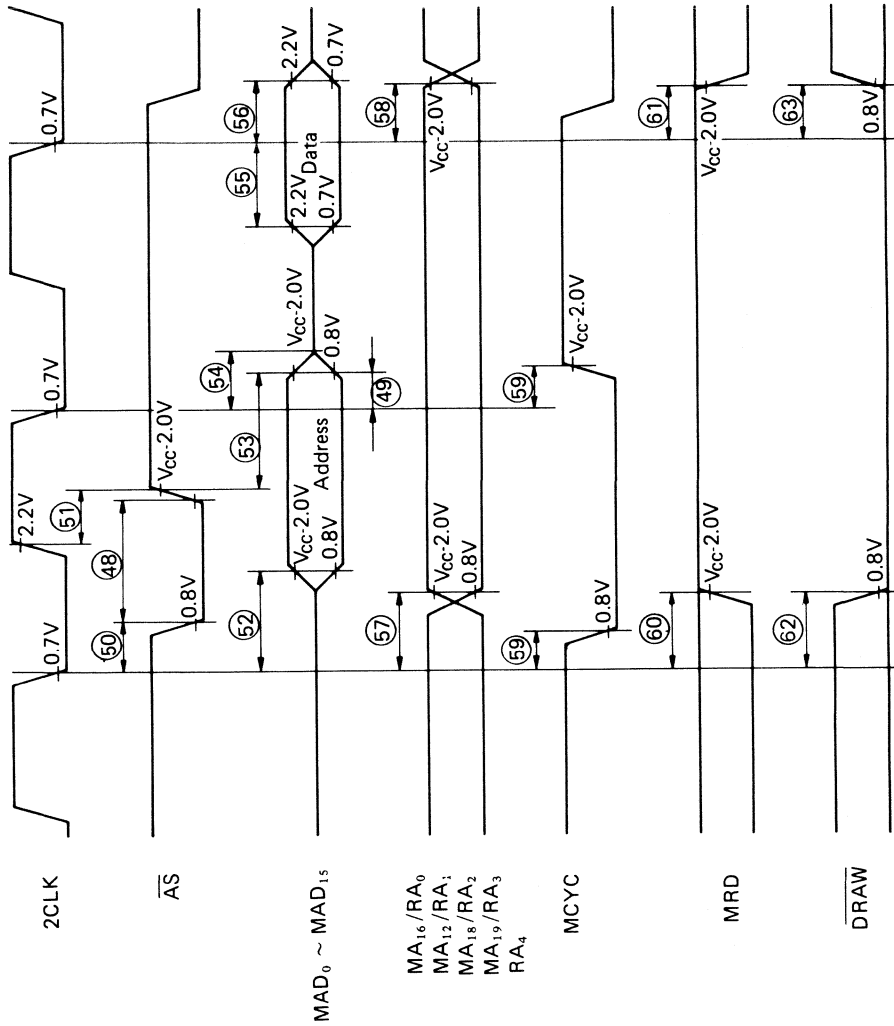 2CLK 0.7V 2.2V 0.7V 0.7V
50 48 51
AS 0.8V Vcc-2.0V
52 53 54 55 56
MAD0 ~ MAD15 Vcc-2.0V 0.8V Address Vcc-2.0V 0.8V 2.2V 0.7V Data 2.2V 0.7V
49
57 58
MA16/RA0 Vcc-2.0V Vcc-2.0V
MA12/RA1
MA18/RA2
MA19/RA3 0.8V
RA4
59 59
MCYC 0.8V Vcc-2.0V
60 61
MRD Vcc-2.0V Vcc-2.0V
62 63
DRAW 0.8V 0.8V